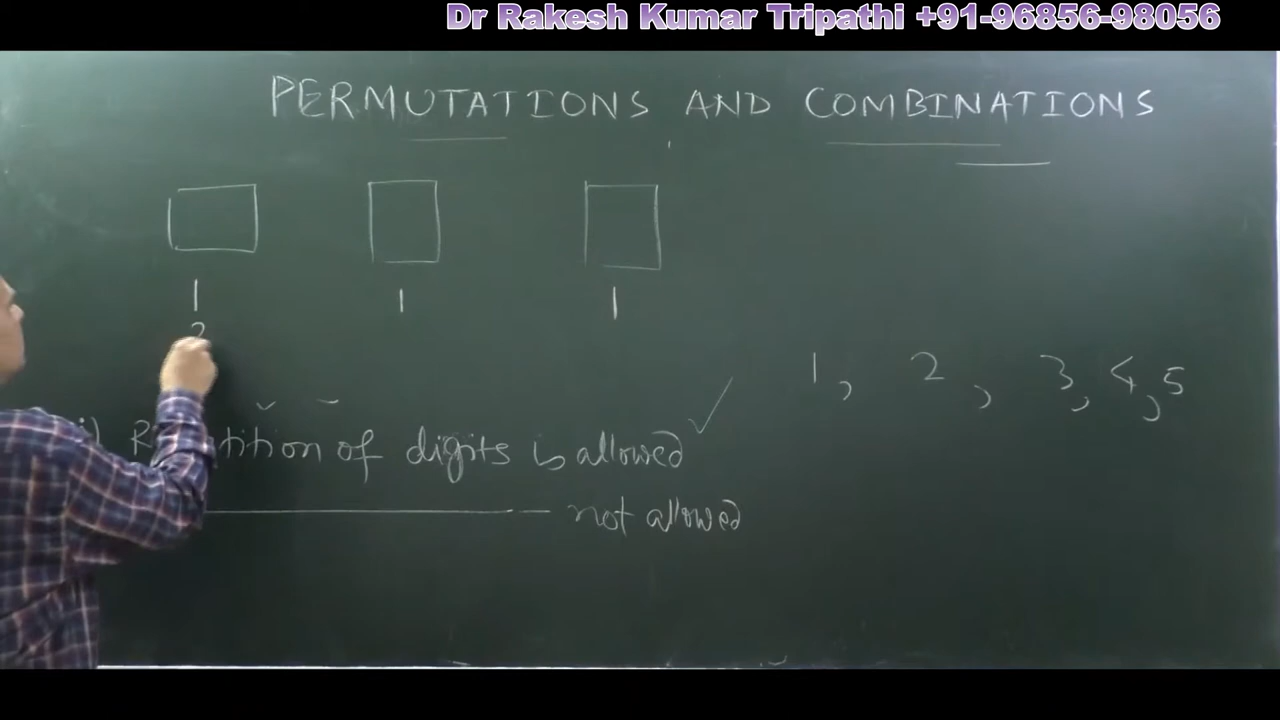 Dr Rakesh Kumar Tripathi +91-96856-98056
PERMUTATIONS AND COMBINATIONS
1 1 1
2
1, 2, 3, 4, 5
of digits is allowed ✓
not allowed